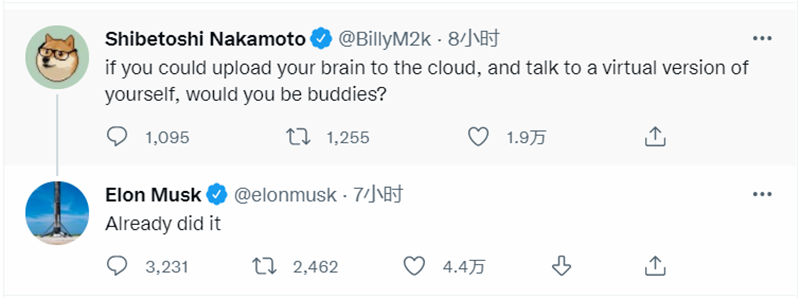 Shibetoshi Nakamoto @BillyM2k · 8小时
if you could upload your brain to the cloud, and talk to a virtual version of
yourself, would you be buddies?
1,095 1,255 1.9万
Elon Musk @elonmusk · 7小时
Already did it
3,231 2,462 4.4万